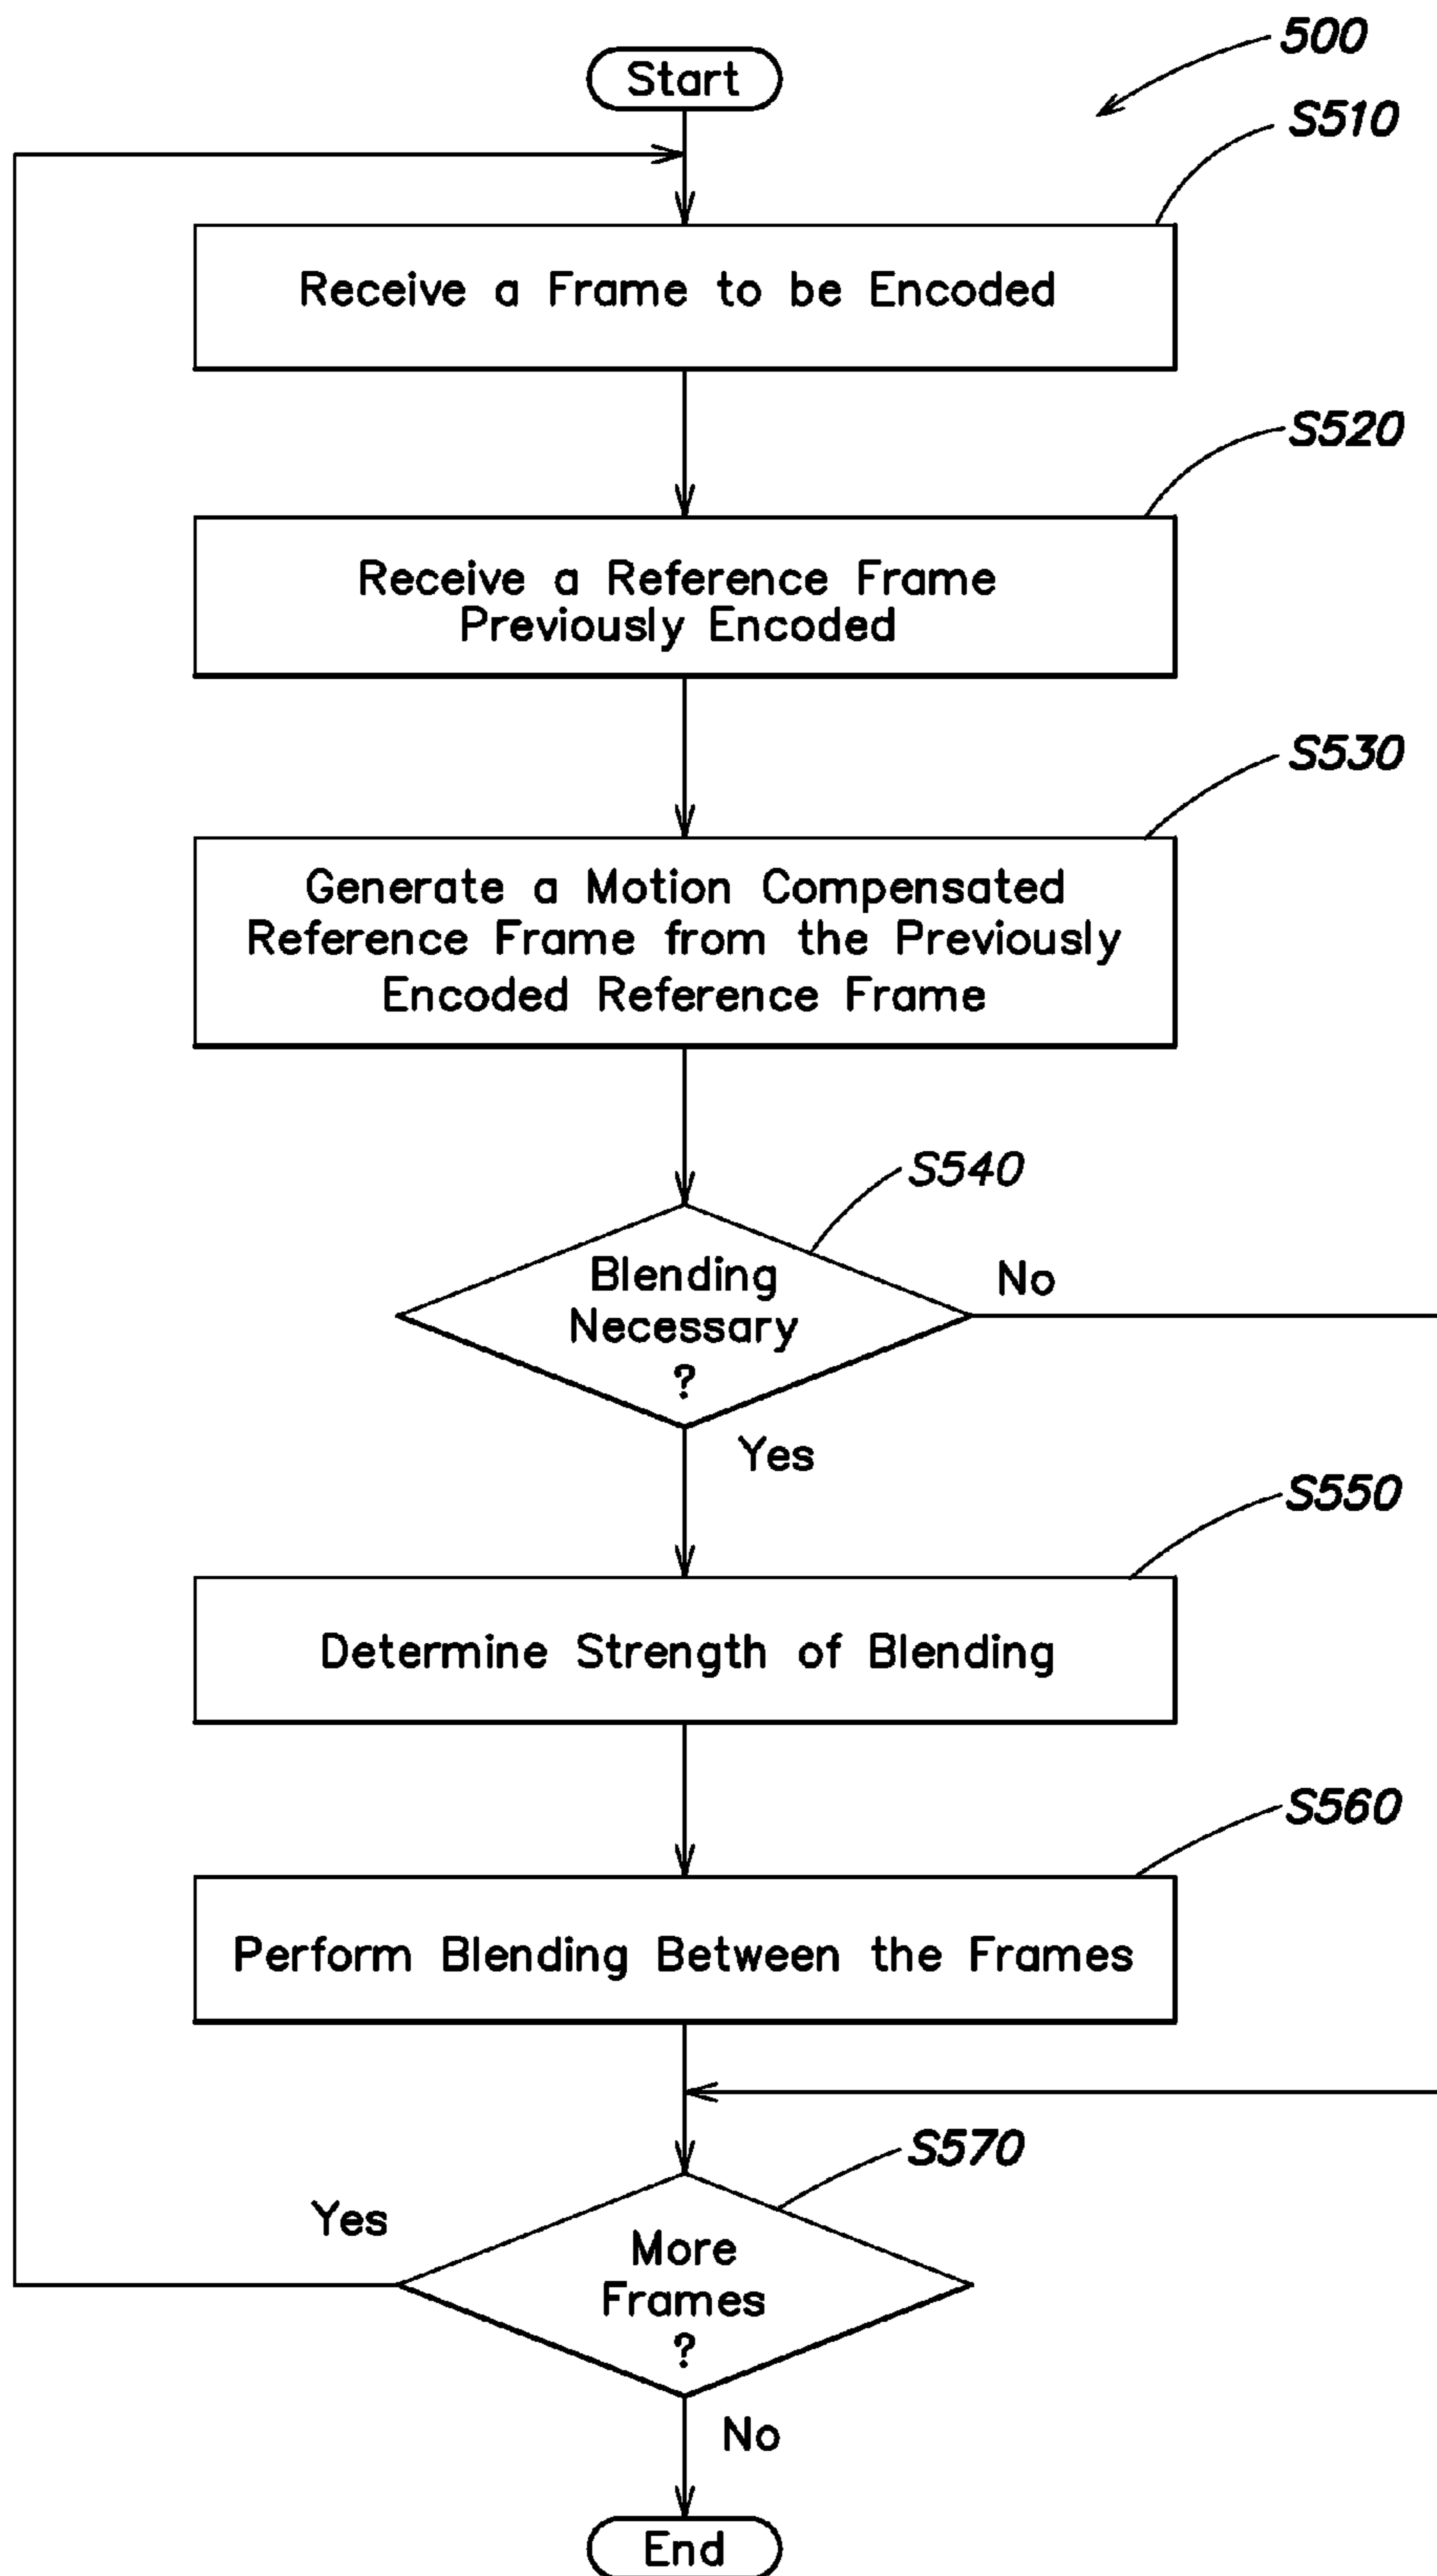 500
Start
S510
Receive a Frame to be Encoded
S520
Receive a Reference Frame
Previously Encoded
S530
Generate a Motion Compensated
Reference Frame from the Previously
Encoded Reference Frame
S540
Blending
Necessary
?
No
Yes
S550
Determine Strength of Blending
S560
Perform Blending Between the Frames
S570
Yes
More
Frames
?
No
End